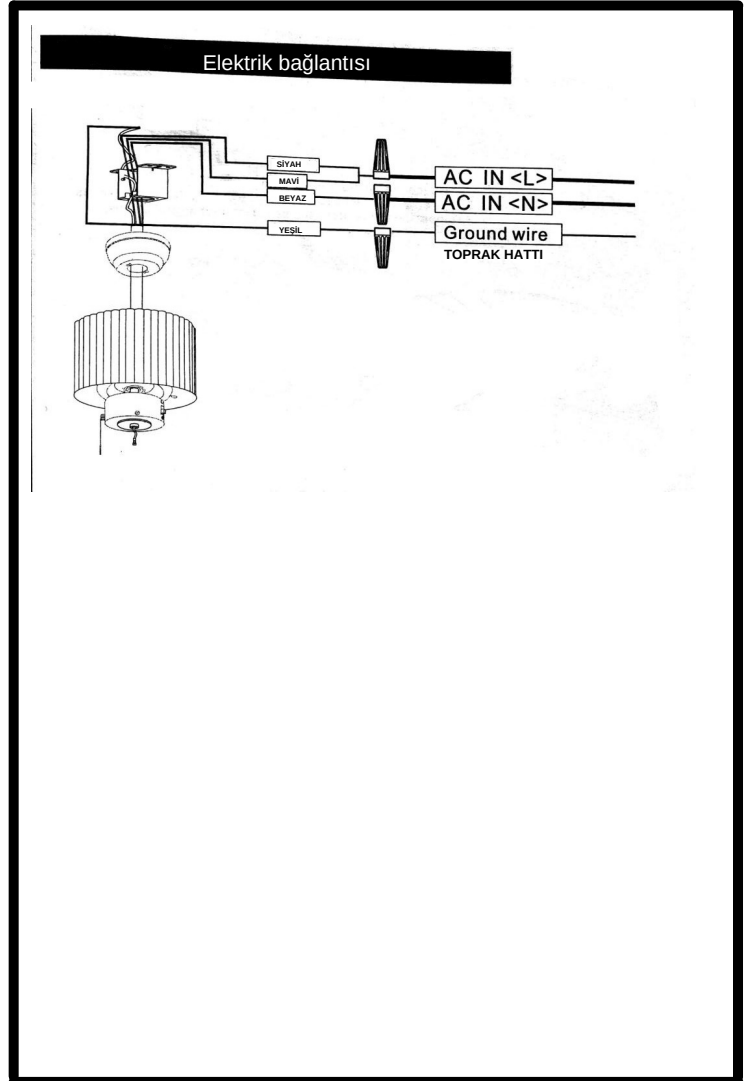 Elektrik bağlantısı
SİYAH
MAVİ
BEYAZ
YEŞİL
AC IN <L>
AC IN <N>
Ground wire
TOPRAK HATTI